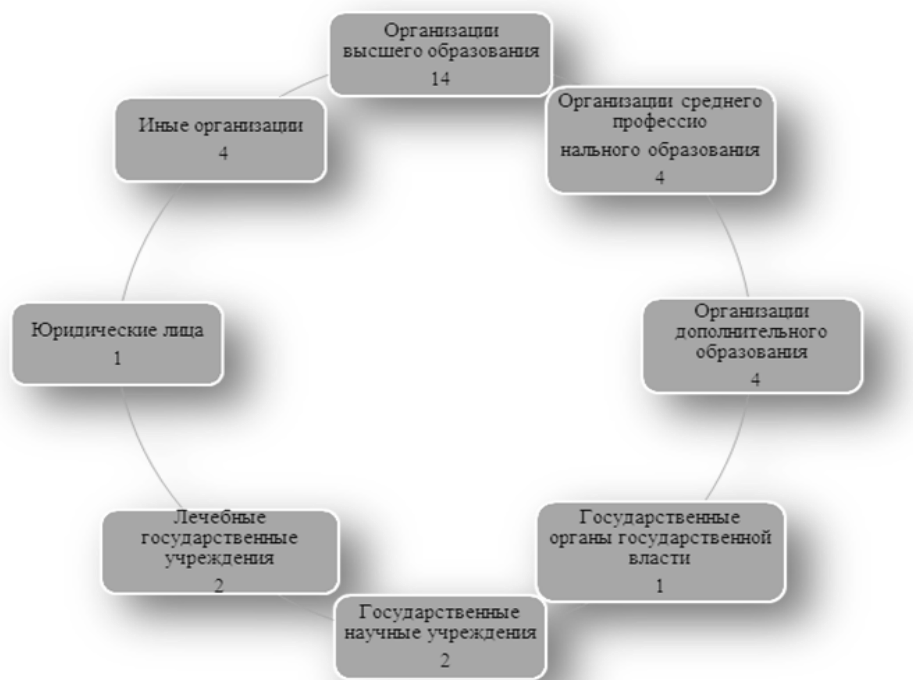 Организации
высшего образования
14
Организации среднего
профессио
нального образования
4
Организации
дополнительного
образования
4
Государственные
органы государственной
власти
1
Государственные
научные учреждения
2
Лечебные
государственные
учреждения
2
Юридические лица
1
Иные организации
4